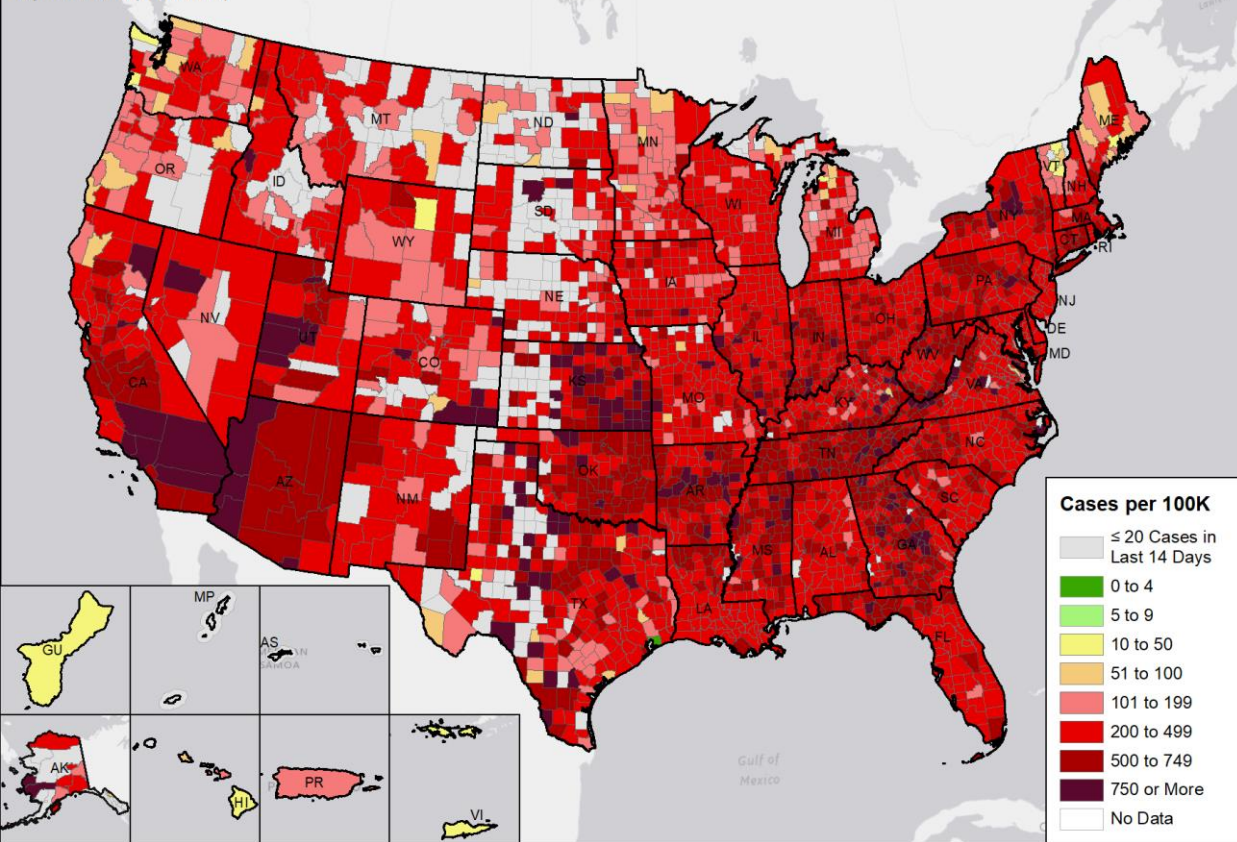 WA
MT
ND
MN
ME
OR
ID
SD
WI
MI
VT
NH
NY
MA
CT
RI
WY
NE
IA
PA
NJ
NV
UT
CO
IL
IN
OH
DE
MD
WV
VA
CA
KS
MO
KY
AZ
NM
OK
AR
TN
NC
SC
MS
AL
GA
TX
LA
FL
Gulf of
Mexico
GU
MP
AS
SAMOA
AK
HI
PR
VI
Cases per 100K
≤ 20 Cases in
Last 14 Days
0 to 4
5 to 9
10 to 50
51 to 100
101 to 199
200 to 499
500 to 749
750 or More
No Data